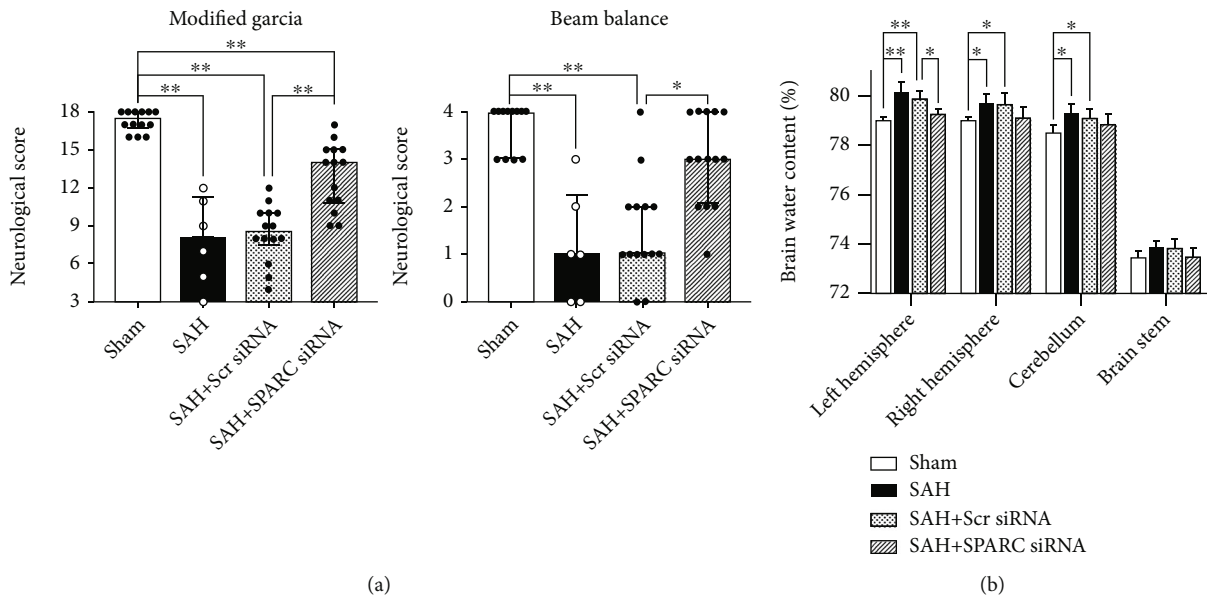 Modified garcia
**
**
**
**
Neurological score
18
15
12
9
6
3
Sham
SAH
SAH+Scr siRNA
SAH+SPARC siRNA
Beam balance
**
**
*
Neurological score
4
3
2
1
0
Sham
SAH
SAH+Scr siRNA
SAH+SPARC siRNA
(a)
**
**
*
*
*
*
*
Brain water content (%)
80
78
76
74
72
Left hemisphere
Right hemisphere
Cerebellum
Brain stem
Sham
SAH
SAH+Scr siRNA
SAH+SPARC siRNA
(b)